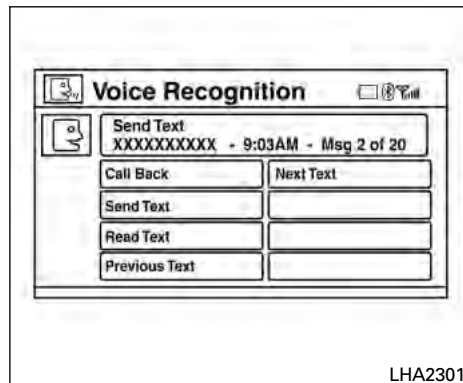 Voice Recognition
Send Text
XXXXXXXXXX - 9:03AM - Msg 2 of 20
Call Back
Next Text
Send Text
Read Text
Previous Text
LHA2301